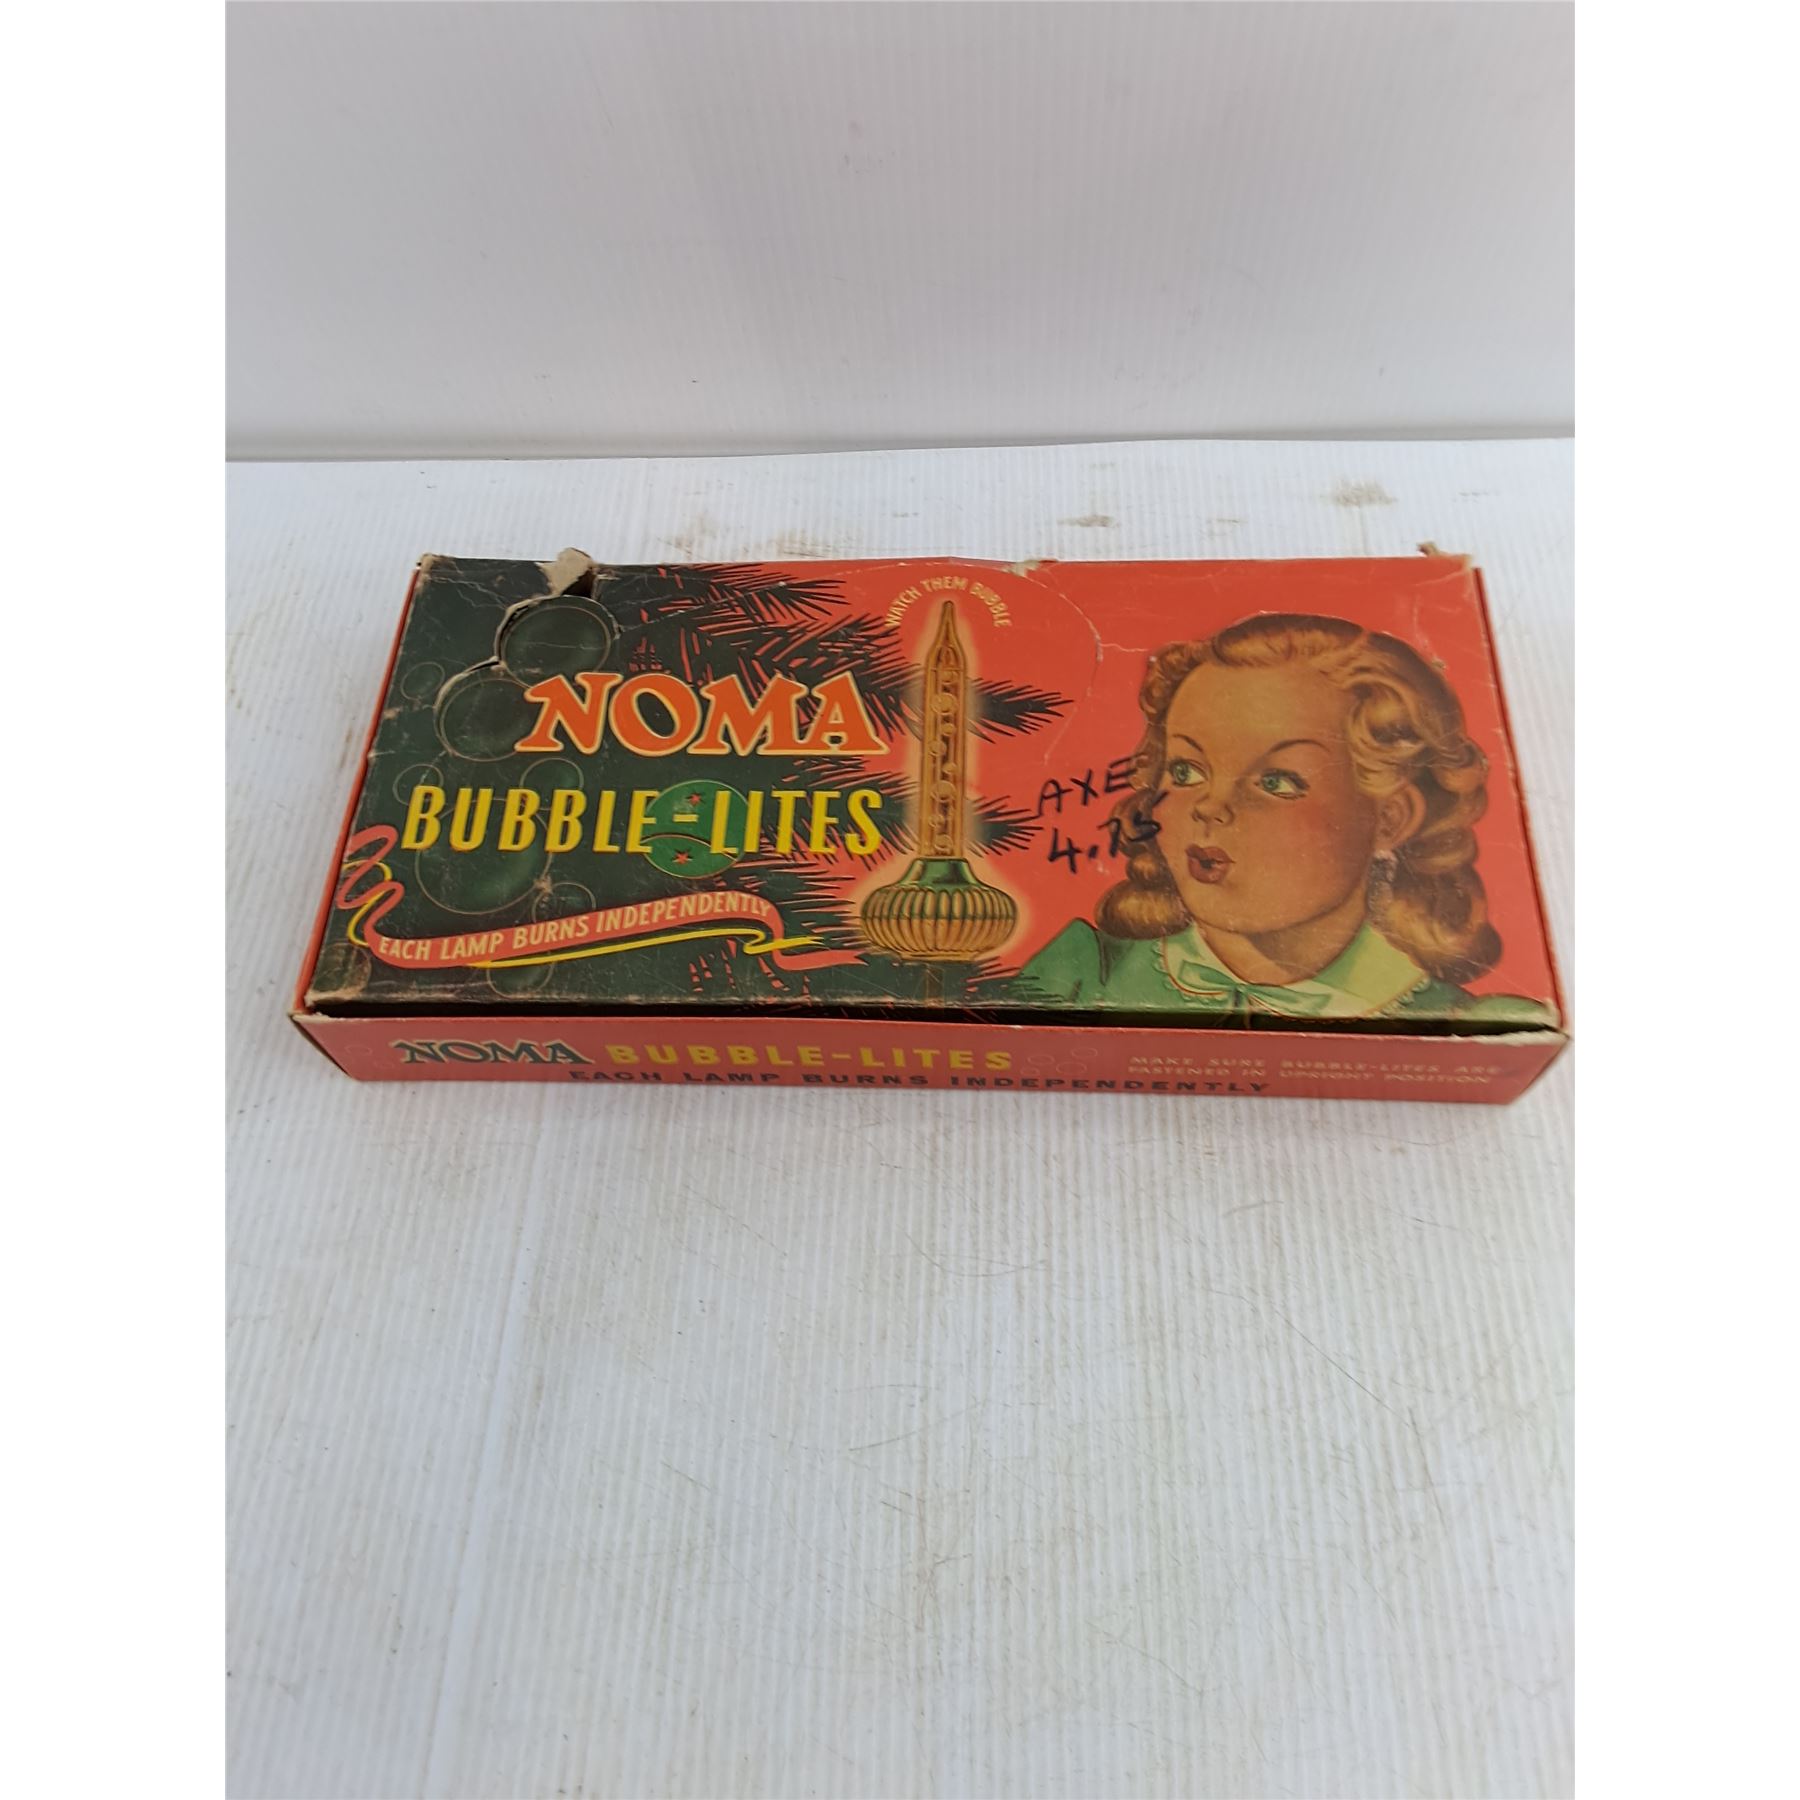 WATCH THEM BUBBLE
NOMA
BUBBLE-LITES
EACH LAMP BURNS INDEPENDENTLY
AXE
4.75
NOMA BUBBLE-LITES
EACH LAMP BURNS INDEPENDENTLY
MAKE SURE BUBBLE-LITES ARE
FASTENED IN UPRIGHT POSITION